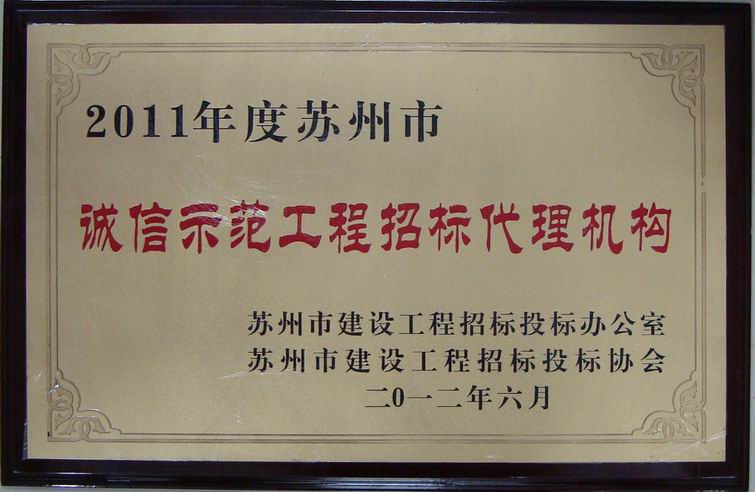 2011年度苏州市
诚信示范工程招标代理机构
苏州市建设工程招标投标办公室
苏州市建设工程招标投标协会
二0一二年六月